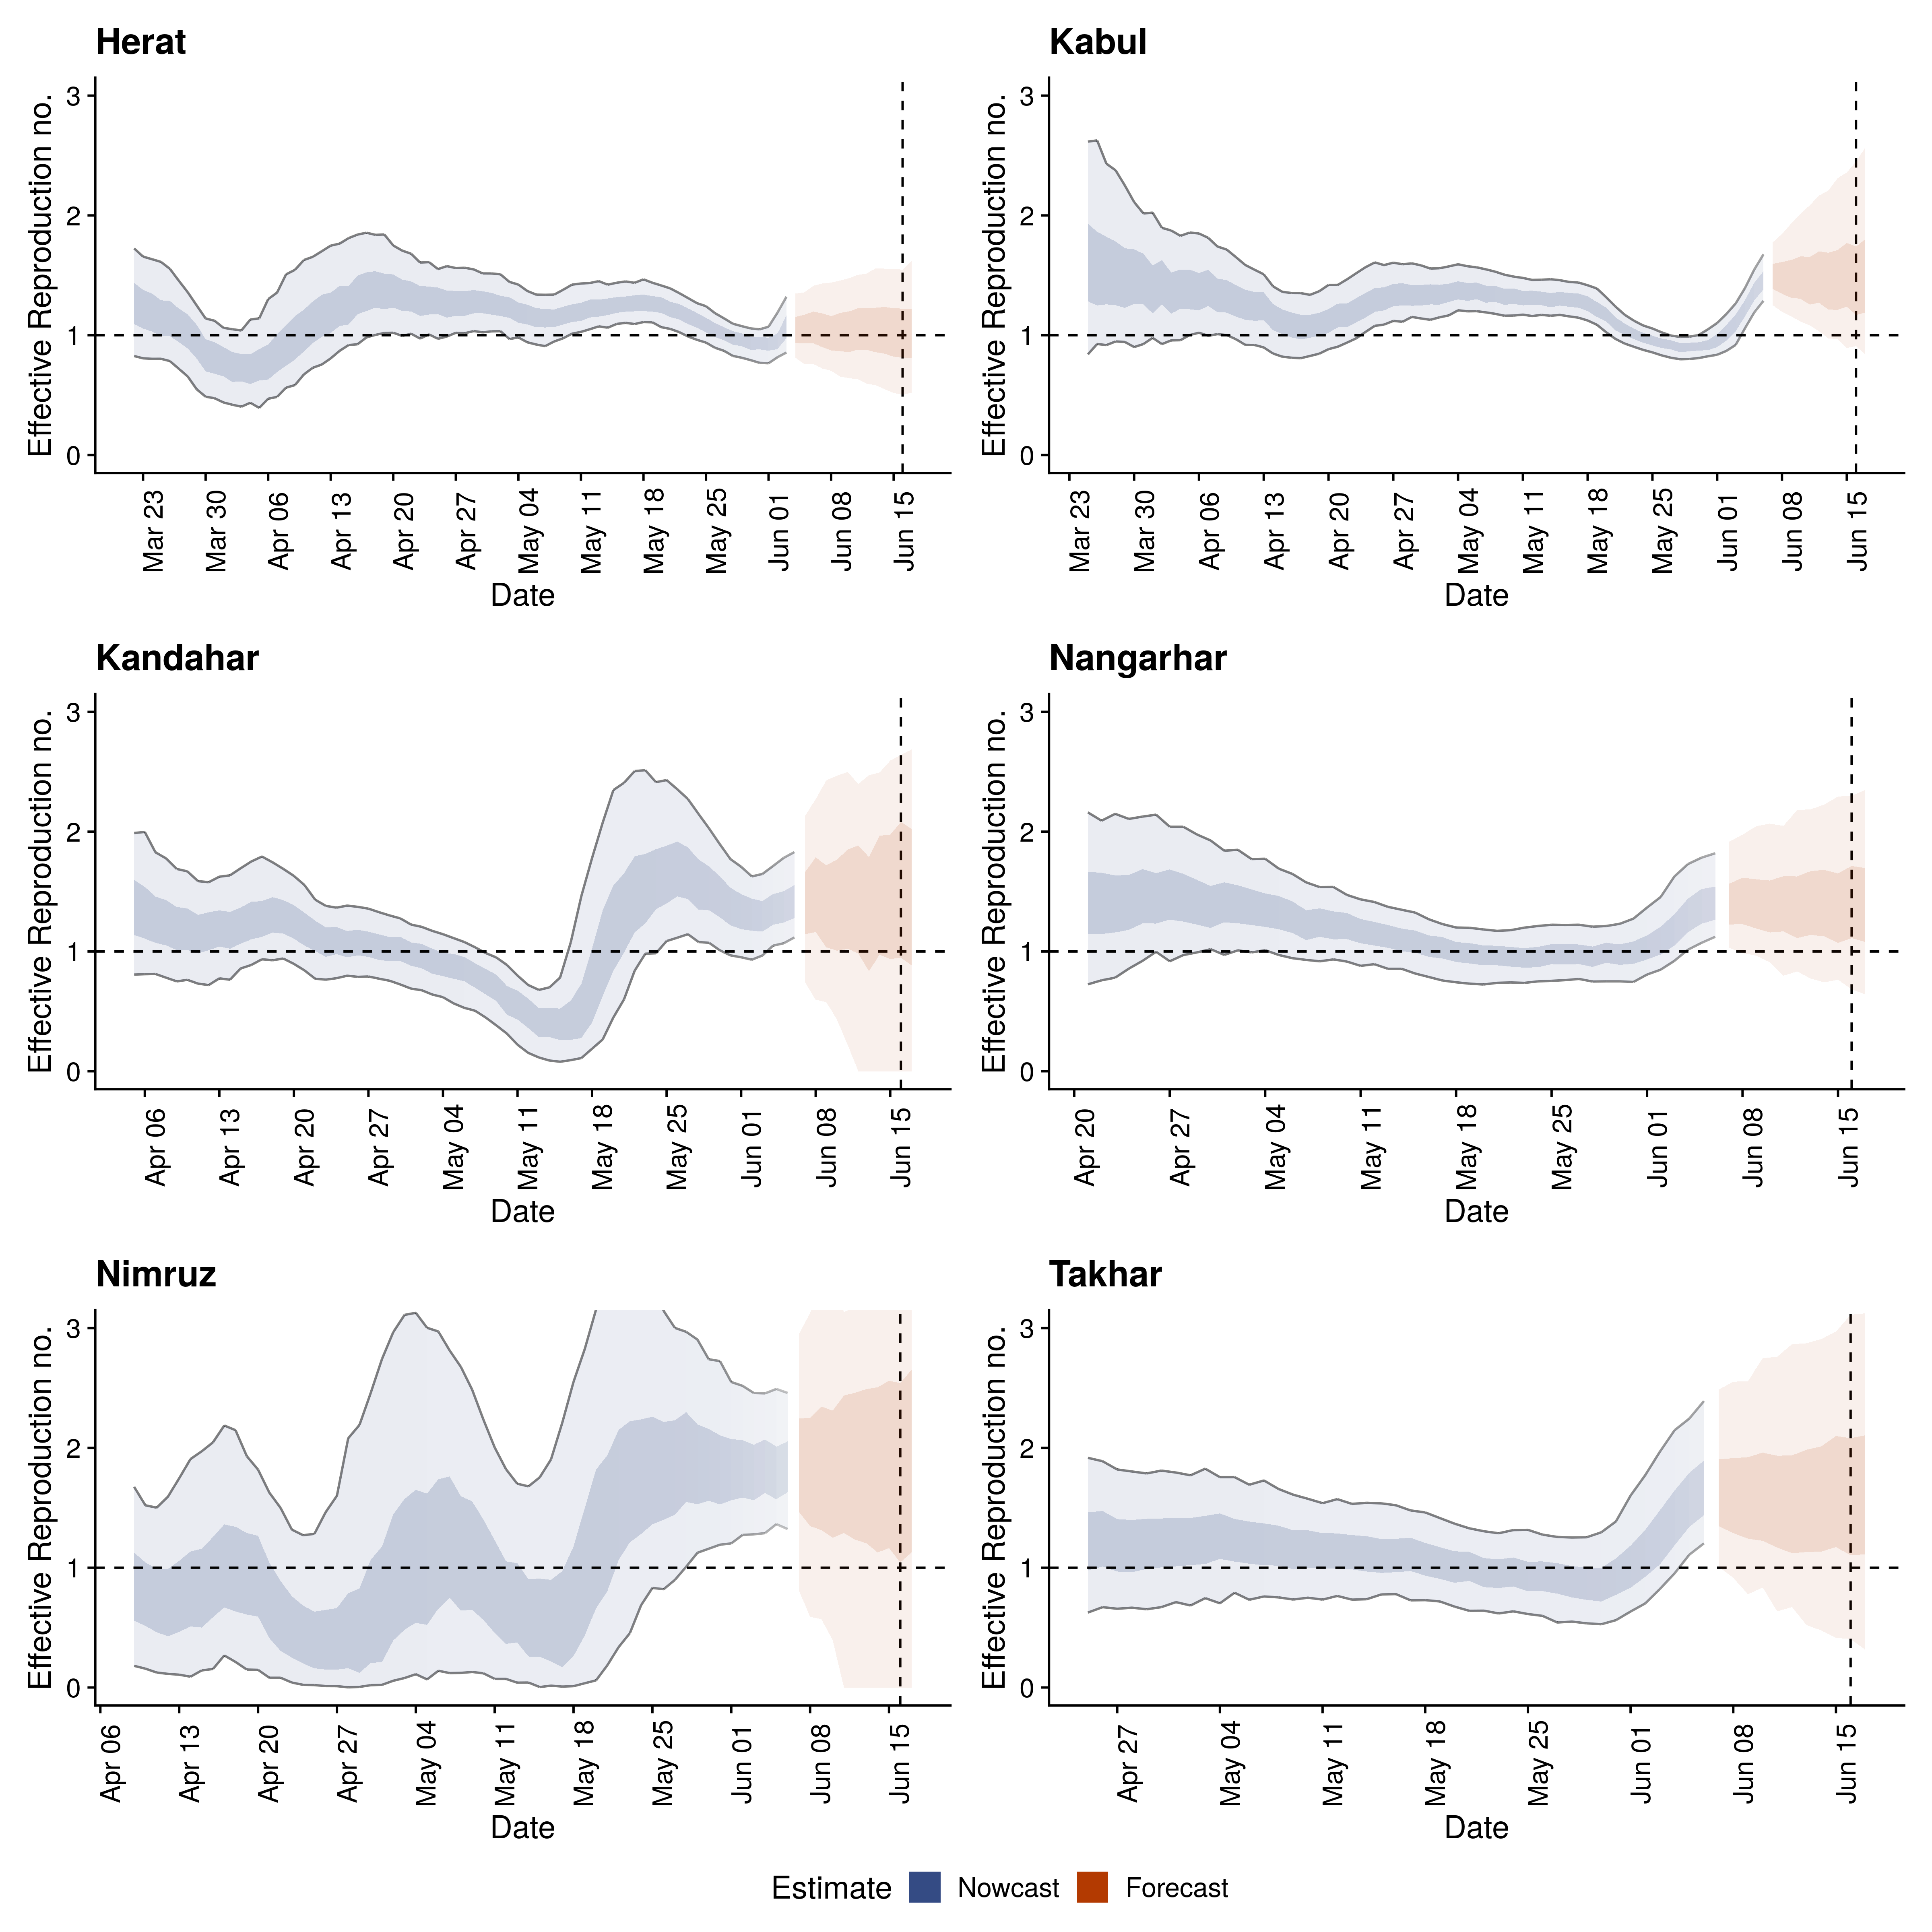 Herat
Effective Reproduction no.
3
2
1
0
Mar 23
Mar 30
Apr 06
Apr 13
Apr 20
Apr 27
May 04
May 11
May 18
May 25
Jun 01
Jun 08
Jun 15
Date
Kabul
Effective Reproduction no.
3
2
1
0
Mar 23
Mar 30
Apr 06
Apr 13
Apr 20
Apr 27
May 04
May 11
May 18
May 25
Jun 01
Jun 08
Jun 15
Date
Kandahar
Effective Reproduction no.
3
2
1
0
Apr 06
Apr 13
Apr 20
Apr 27
May 04
May 11
May 18
May 25
Jun 01
Jun 08
Jun 15
Date
Nangarhar
Effective Reproduction no.
3
2
1
0
Apr 20
Apr 27
May 04
May 11
May 18
May 25
Jun 01
Jun 08
Jun 15
Date
Nimruz
Effective Reproduction no.
3
2
1
0
Apr 06
Apr 13
Apr 20
Apr 27
May 04
May 11
May 18
May 25
Jun 01
Jun 08
Jun 15
Date
Takhar
Effective Reproduction no.
3
2
1
0
Apr 27
May 04
May 11
May 18
May 25
Jun 01
Jun 08
Jun 15
Date
Estimate Nowcast Forecast